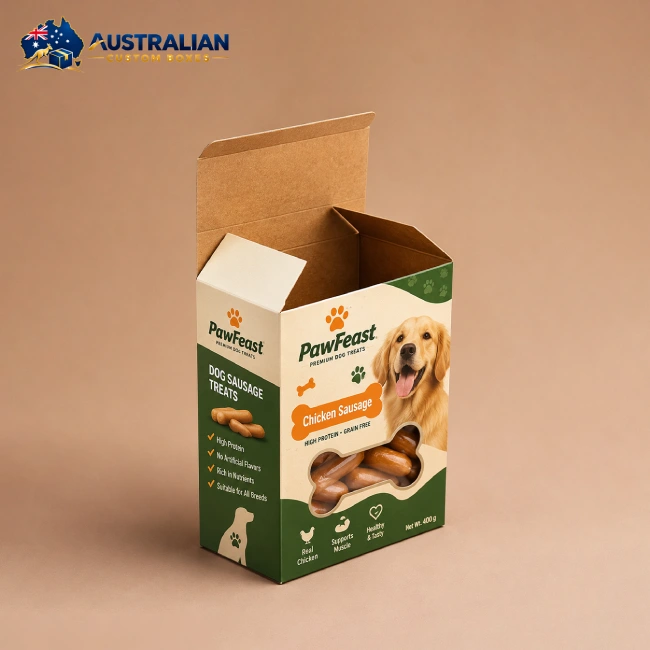 AUSTRALIAN
CUSTOM BOXES
PawFeast
PREMIUM DOG TREATS
DOG SAUSAGE
TREATS
High Protein
No Artificial Flavors
Rich in Nutrients
Suitable for All Breeds
PawFeast
PREMIUM DOG TREATS
Chicken Sausage
HIGH PROTEIN • GRAIN FREE
Real
Chicken
Supports
Muscle
Healthy
& Tasty
Net Wt. 400 g